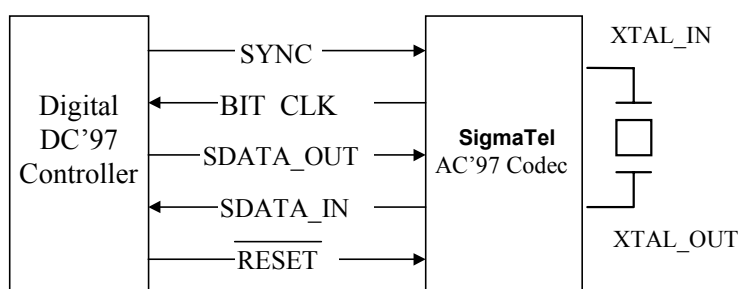 XTAL_IN
SYNC
Digital
DC’97
Controller
BIT CLK
SigmaTel
AC’97 Codec
SDATA_OUT
SDATA_IN
RESET
XTAL_OUT